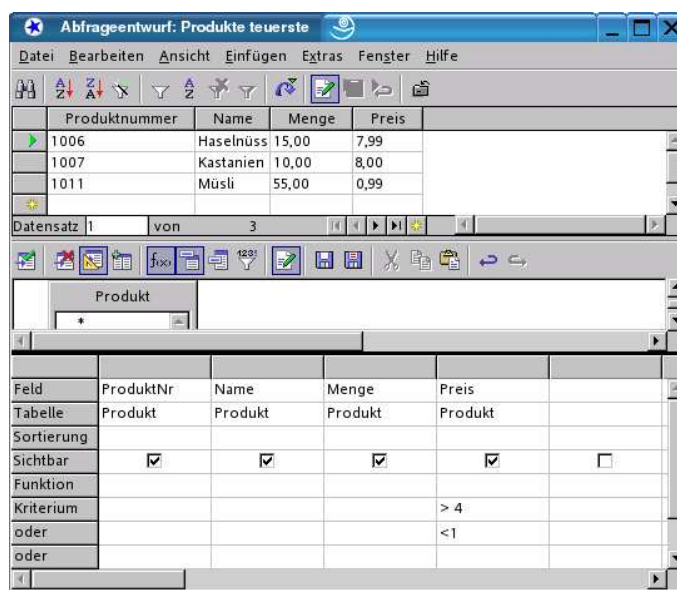 Abfrageentwurf: Produkte teuerste
Datei Bearbeiten Ansicht Einfügen Extras Fenster Hilfe
Produktnummer Name Menge Preis
1006 Haselnüss 15,00 7,99
1007 Kastanien 10,00 8,00
1011 Müsli 55,00 0,99
Datensatz 1 von 3
Produkt
*
Feld ProduktNr Name Menge Preis
Tabelle Produkt Produkt Produkt Produkt
Sortierung
Sichtbar
Funktion
Kriterium > 4
oder <1
oder